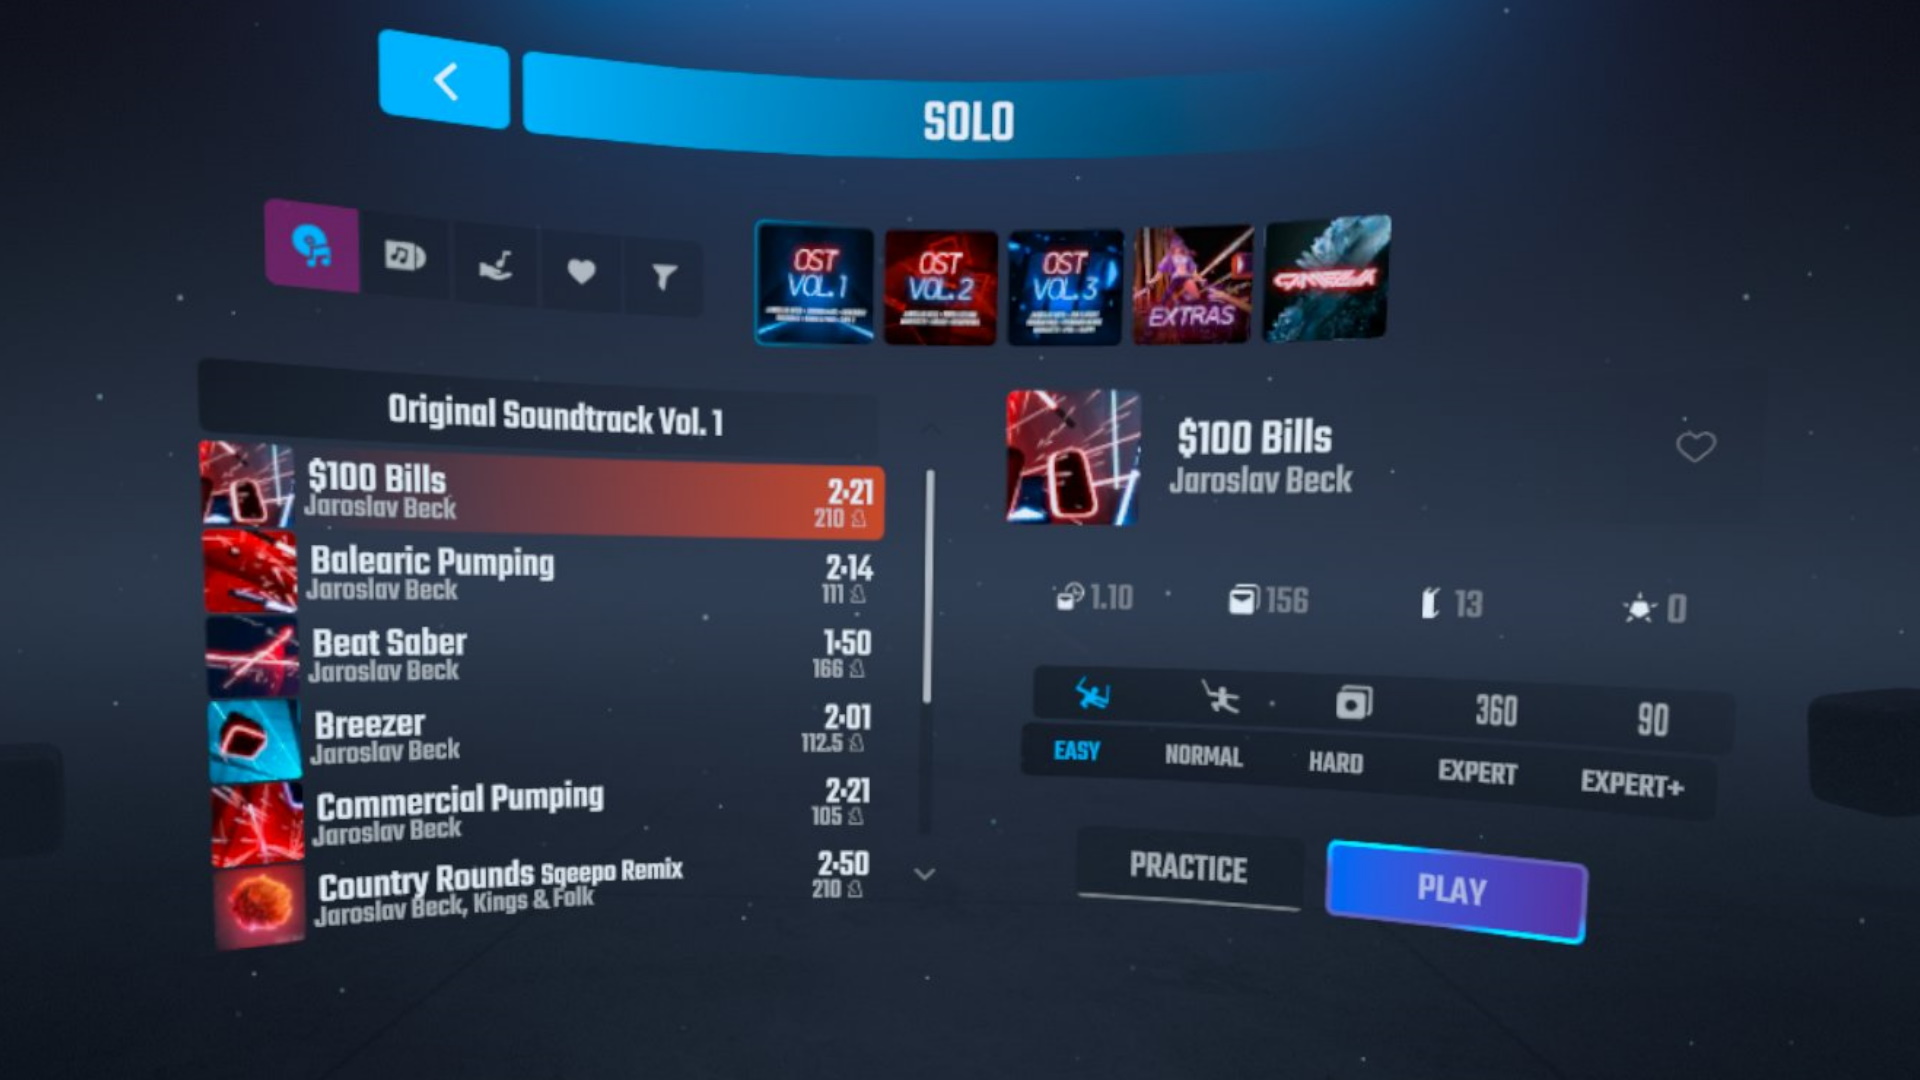 SOLO
OST
VOL.1
OST
VOL.2
OST
VOL.3
EXTRAS
CAMELLIA
Original Soundtrack Vol. 1
$100 Bills
Jaroslav Beck
2:21
210
Balearic Pumping
Jaroslav Beck
2:14
111
Beat Saber
Jaroslav Beck
1:50
166
Breezer
Jaroslav Beck
2:01
112.5
Commercial Pumping
Jaroslav Beck
2:21
105
Country Rounds Sqeepo Remix
Jaroslav Beck, Kings & Folk
2:50
210
$100 Bills
Jaroslav Beck
1.10
156
13
0
360
90
EASY
NORMAL
HARD
EXPERT
EXPERT+
PRACTICE
PLAY